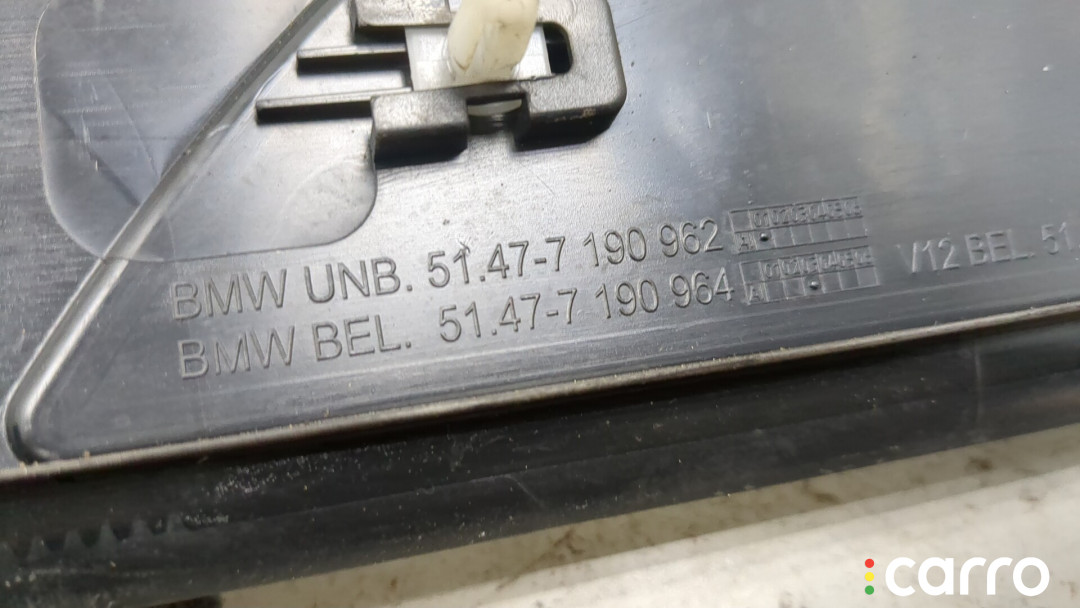 BMW UNB. 51.47-7 190 962
BMW BEL. 51.47-7 190 964
V12 BEL. 51.
carro